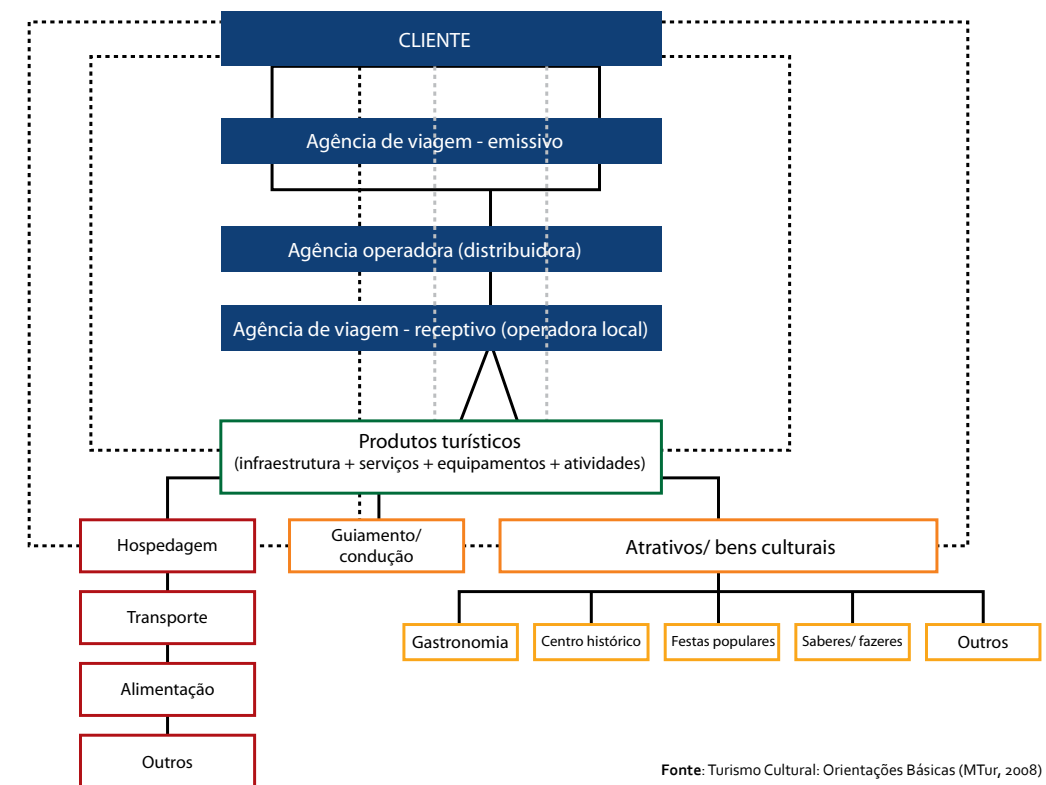 CLIENTE
Agência de viagem - emissivo
Agência operadora (distribuidora)
Agência de viagem - receptivo (operadora local)
Produtos turísticos
(infraestrutura + serviços + equipamentos + atividades)
Hospedagem
Guiamento/
condução
Atrativos/ bens culturais
Transporte
Alimentação
Outros
Gastronomia
Centro histórico
Festas populares
Saberes/ fazeres
Outros
Fonte: Turismo Cultural: Orientações Básicas (MTur, 2008)